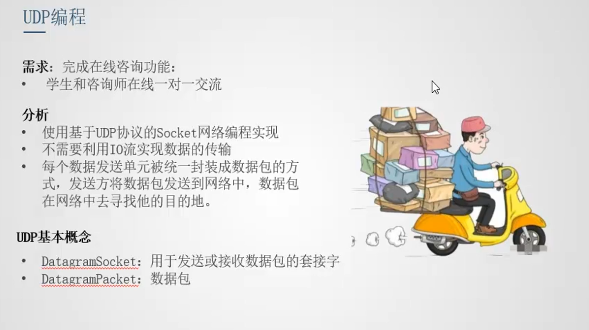 UDP编程
需求：完成在线咨询功能：
• 学生和咨询师在线一对一交流
分析
• 使用基于UDP协议的Socket网络编程实现
• 不需要利用IO流实现数据的传输
• 每个数据发送单元被统一封装成数据包的方
式，发送方将数据包发送到网络中，数据包
在网络中去寻找他的目的地。
UDP基本概念
• DatagramSocket：用于发送或接收数据包的套接字
• DatagramPacket：数据包